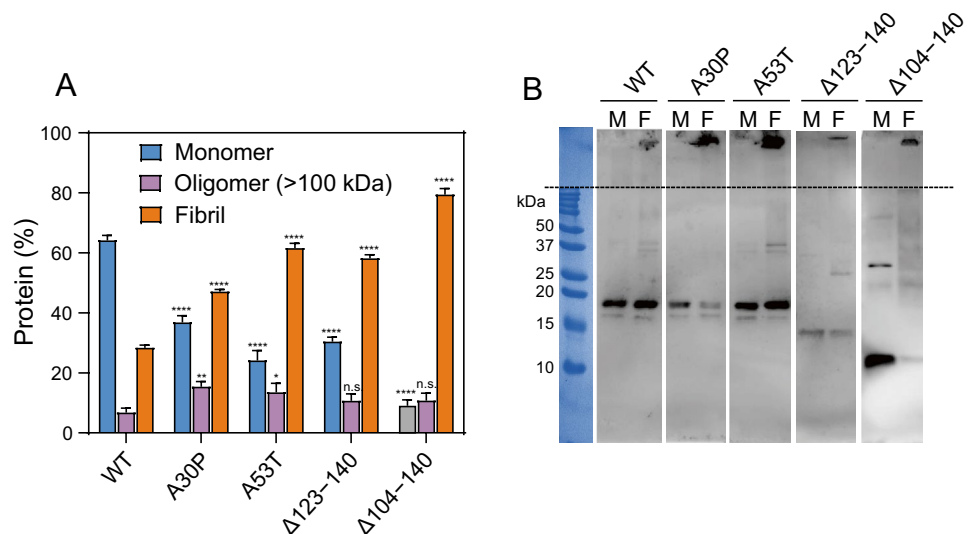 A
Protein (%)
100
80
60
40
20
0
Monomer
Oligomer (>100 kDa)
Fibril
****
**
****
****
*
****
****
n.s
****
****
n.s.
****
WT
A30P
A53T
Δ123−140
Δ104−140
B
WT
A30P
A53T
Δ123−140
Δ104−140
M F M F M F M F M F
kDa
50
37
25
20
15
10